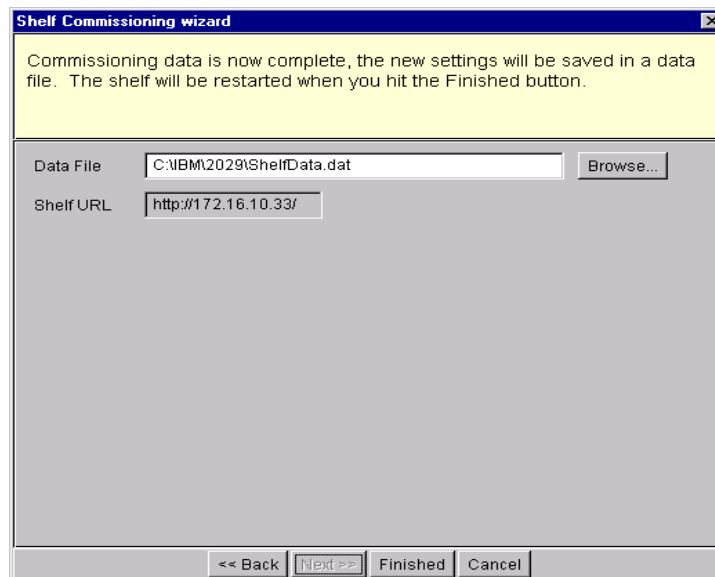 Shelf Commissioning wizard
Commissioning data is now complete, the new settings will be saved in a data
file. The shelf will be restarted when you hit the Finished button.
Data File C:\IBM\2029\ShelfData.dat Browse...
Shelf URL http://172.16.10.33/
<< Back Next >> Finished Cancel